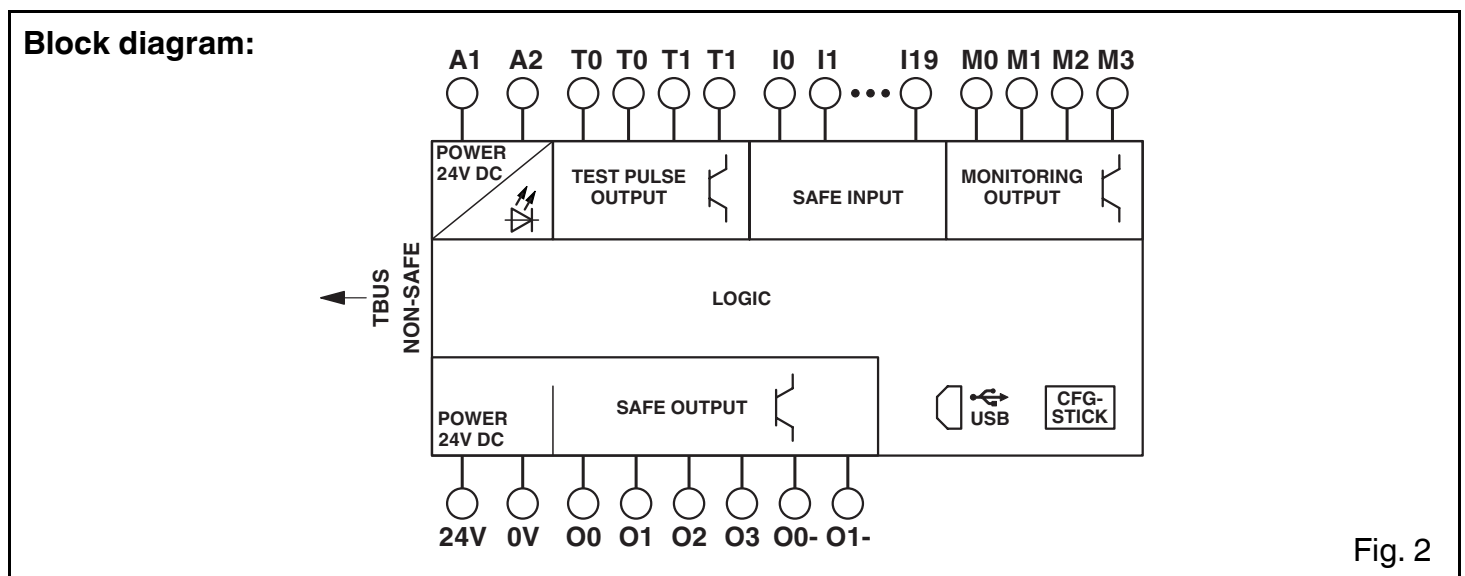 Block diagram:
A1 A2 T0 T0 T1 T1 I0 I1 I19 M0 M1 M2 M3
POWER
24V DC
TEST PULSE
OUTPUT
SAFE INPUT
MONITORING
OUTPUT
TBUS
NON-SAFE
LOGIC
POWER
24V DC
SAFE OUTPUT
USB
CFG-
STICK
24V 0V O0 O1 O2 O3 O0- O1-
Fig. 2